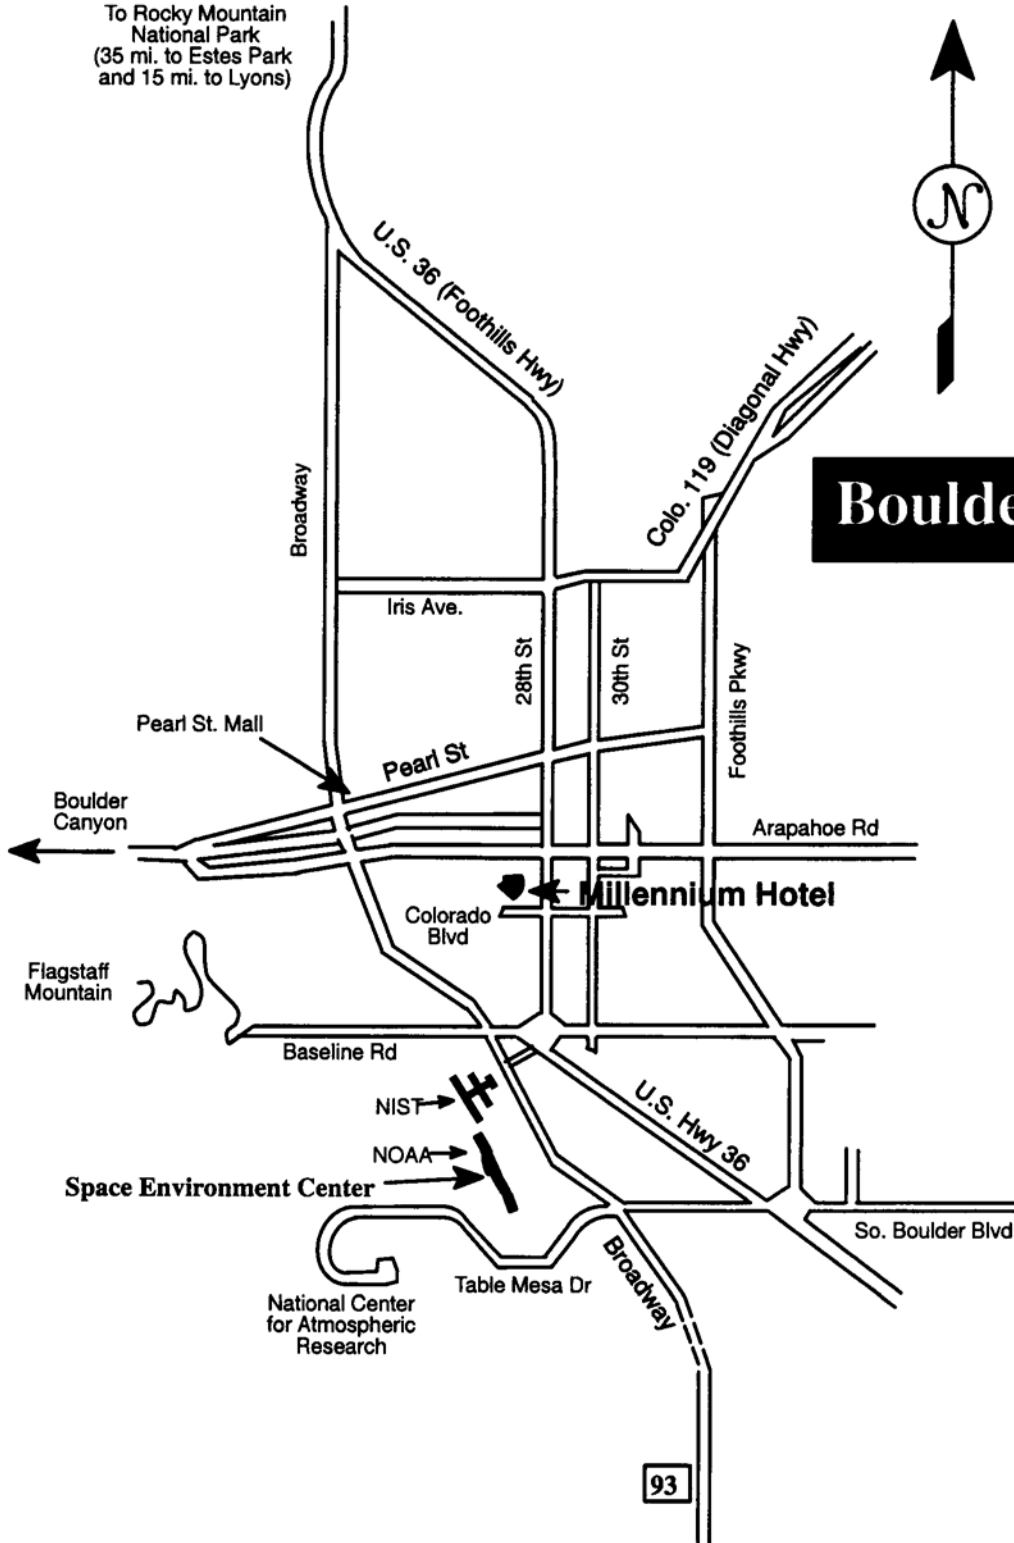 To Rocky Mountain
National Park
(35 mi. to Estes Park
and 15 mi. to Lyons)
N
U.S. 36 (Foothills Hwy)
Colo. 119 (Diagonal Hwy)
Broadway
Boulde
Iris Ave.
28th St
30th St
Foothills Pkwy
Pearl St. Mall
Pearl St
Boulder
Canyon
Arapahoe Rd
Millennium Hotel
Colorado
Blvd
Flagstaff
Mountain
Baseline Rd
NIST
U.S. Hwy 36
NOAA
Space Environment Center
So. Boulder Blvd
Broadway
Table Mesa Dr
National Center
for Atmospheric
Research
93